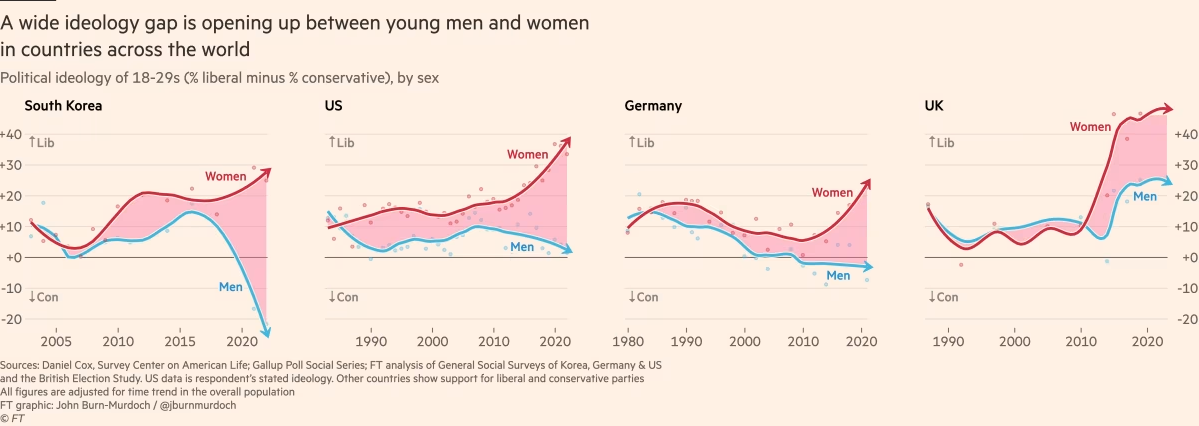 A wide ideology gap is opening up between young men and women
in countries across the world
Political ideology of 18-29s (% liberal minus % conservative), by sex
South Korea
US
Germany
UK
+40
+30
+20
+10
+0
-10
-20
↑Lib
Women
Men
↓Con
2005
2010
2015
2020
↑Lib
Women
Men
↓Con
1990
2000
2010
2020
↑Lib
Women
Men
↓Con
1980
1990
2000
2010
2020
↑Lib
Women
Men
↓Con
1990
2000
2010
2020
+40
+30
+20
+10
+0
-10
-20
Sources: Daniel Cox, Survey Center on American Life; Gallup Poll Social Series; FT analysis of General Social Surveys of Korea, Germany & US
and the British Election Study. US data is respondent's stated ideology. Other countries show support for liberal and conservative parties
All figures are adjusted for time trend in the overall population
FT graphic: John Burn-Murdoch / @jburnmurdoch
© FT